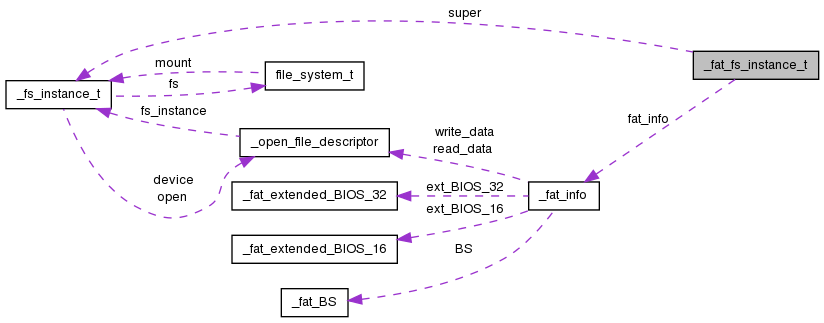 super
_fat_fs_instance_t
mount
file_system_t
fs
_fs_instance_t
fs_instance
fat_info
write_data
read_data
_open_file_descriptor
device
open
_fat_extended_BIOS_32
ext_BIOS_32
_fat_info
ext_BIOS_16
_fat_extended_BIOS_16
BS
_fat_BS